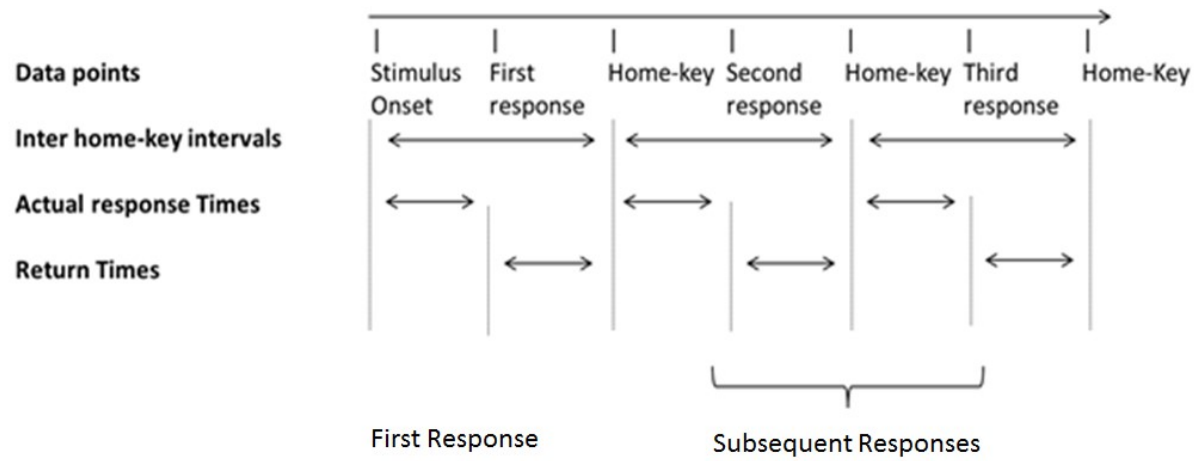 Data points
Stimulus First Home-key Second Home-key Third Home-Key
Onset response response response
Inter home-key intervals
Actual response Times
Return Times
First Response Subsequent Responses